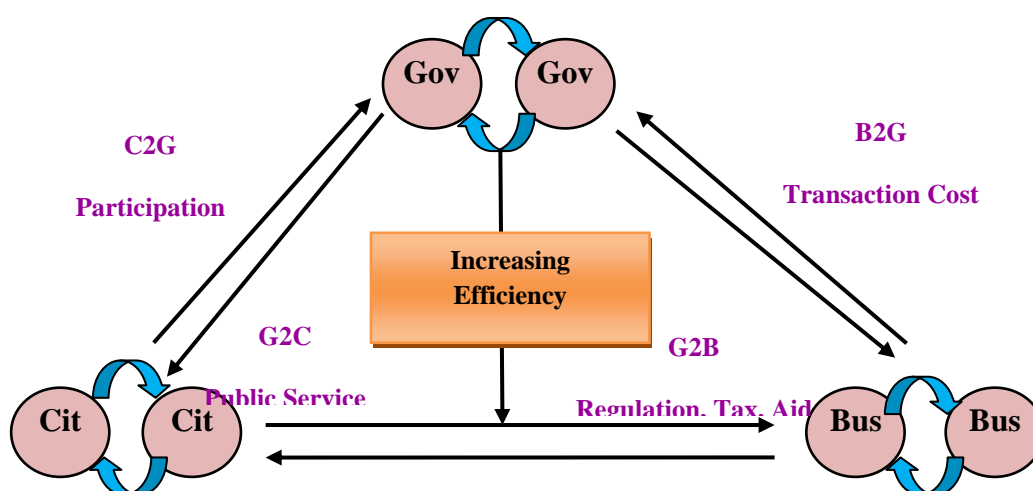 Gov
Gov
C2G
Participation
B2G
Transaction Cost
Increasing
Efficiency
G2C
Public Service
G2B
Regulation, Tax, Aid
Cit
Cit
Bus
Bus